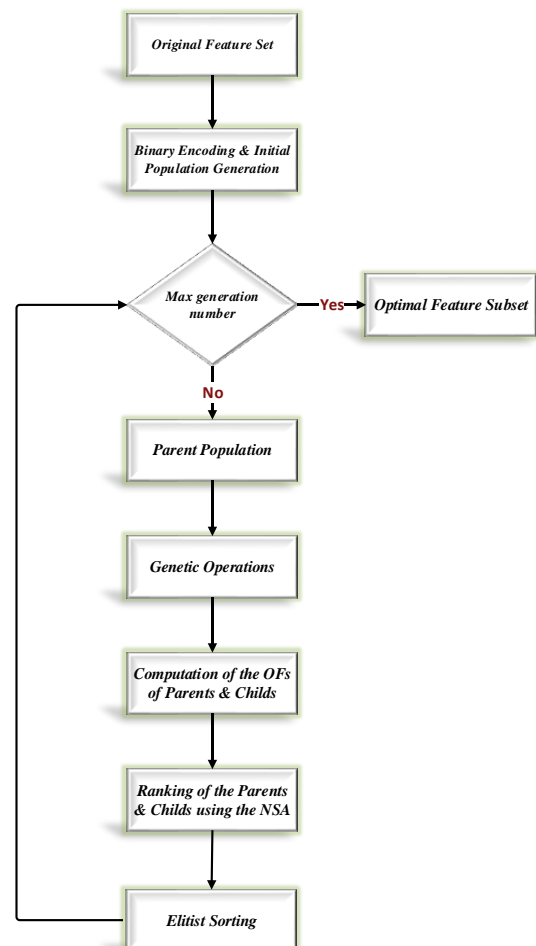 Original Feature Set
Binary Encoding & Initial
Population Generation
Max generation
number
Yes
Optimal Feature Subset
No
Parent Population
Genetic Operations
Computation of the OFs
of Parents & Childs
Ranking of the Parents
& Childs using the NSA
Elitist Sorting